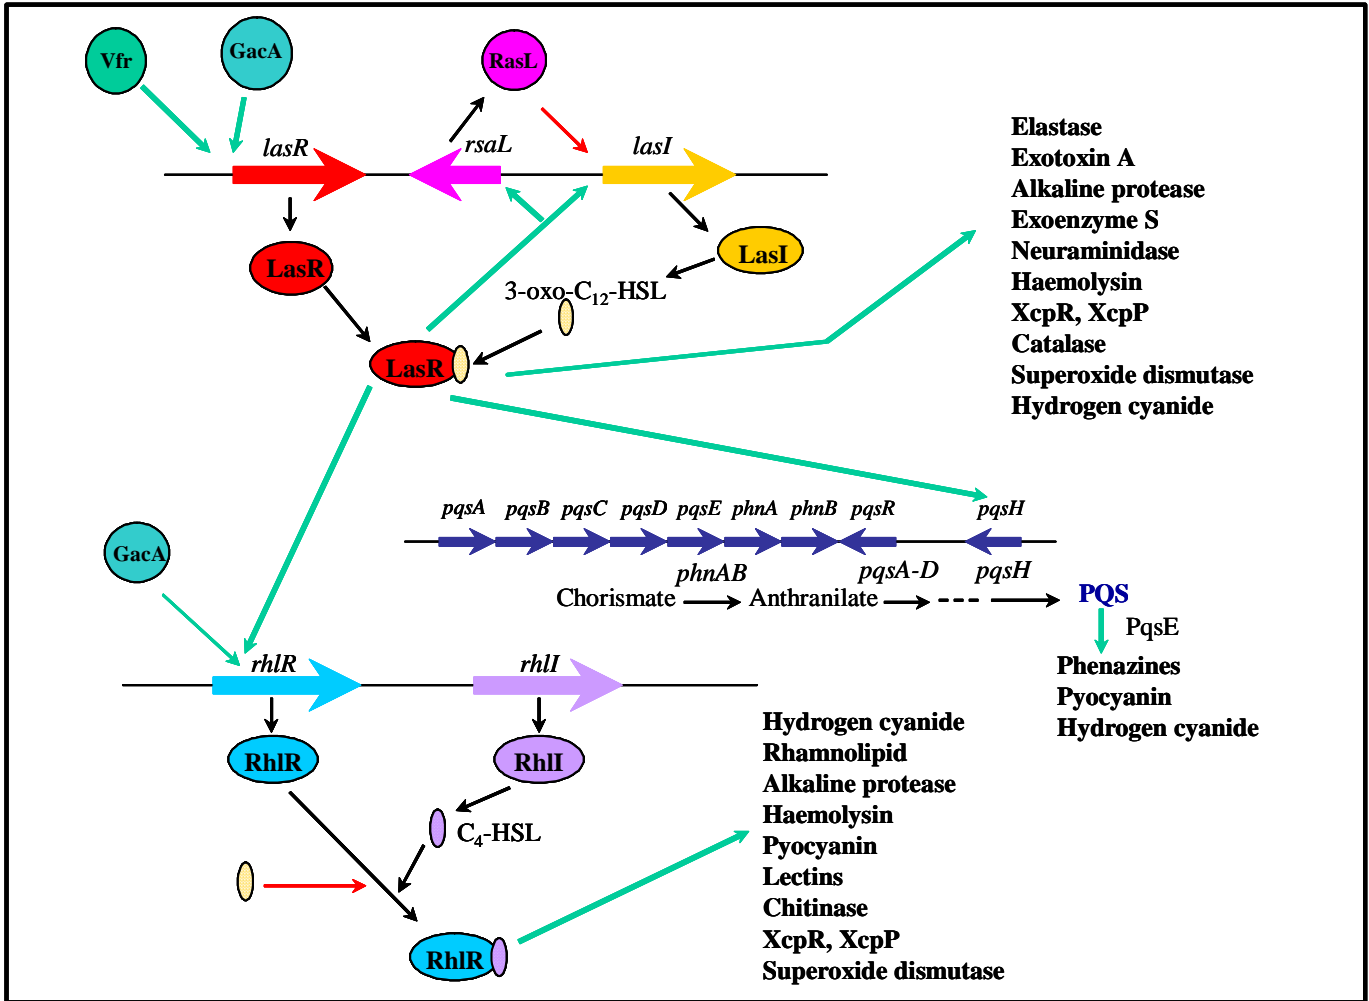 Vfr
GacA
RasL
lasR
rsaL
lasI
LasR
LasI
3-oxo-C12-HSL
LasR
Elastase
Exotoxin A
Alkaline protease
Exoenzyme S
Neuraminidase
Haemolysin
XcpR, XcpP
Catalase
Superoxide dismutase
Hydrogen cyanide
pqsA pqsB pqsC pqsD pqsE phnA phnB pqsR pqsH
GacA
phnAB pqsA-D pqsH
Chorismate Anthranilate PQS
PqsE
Phenazines
Pyocyanin
Hydrogen cyanide
rhlR
rhlI
RhlR
RhlI
C4-HSL
RhlR
Hydrogen cyanide
Rhamnolipid
Alkaline protease
Haemolysin
Pyocyanin
Lectins
Chitinase
XcpR, XcpP
Superoxide dismutase